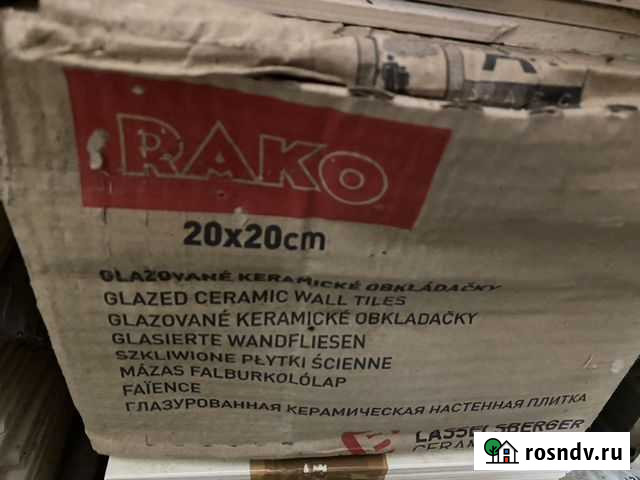 RAKO
20x20cm
GLAZOVANÉ KERAMICKÉ OBKLÁDAČKY
GLAZED CERAMIC WALL TILES
GLAZOVANÉ KERAMICKÉ OBKLADAČKY
GLASIERTE WANDFLIESEN
SZKLIWIONE PŁYTKI ŚCIENNE
MÁZAS FALBURKOLÓLAP
FAÏENCE
ГЛАЗУРОВАННАЯ КЕРАМИЧЕСКАЯ НАСТЕННАЯ ПЛИТКА
LASSELSBERGER
rosndv.ru